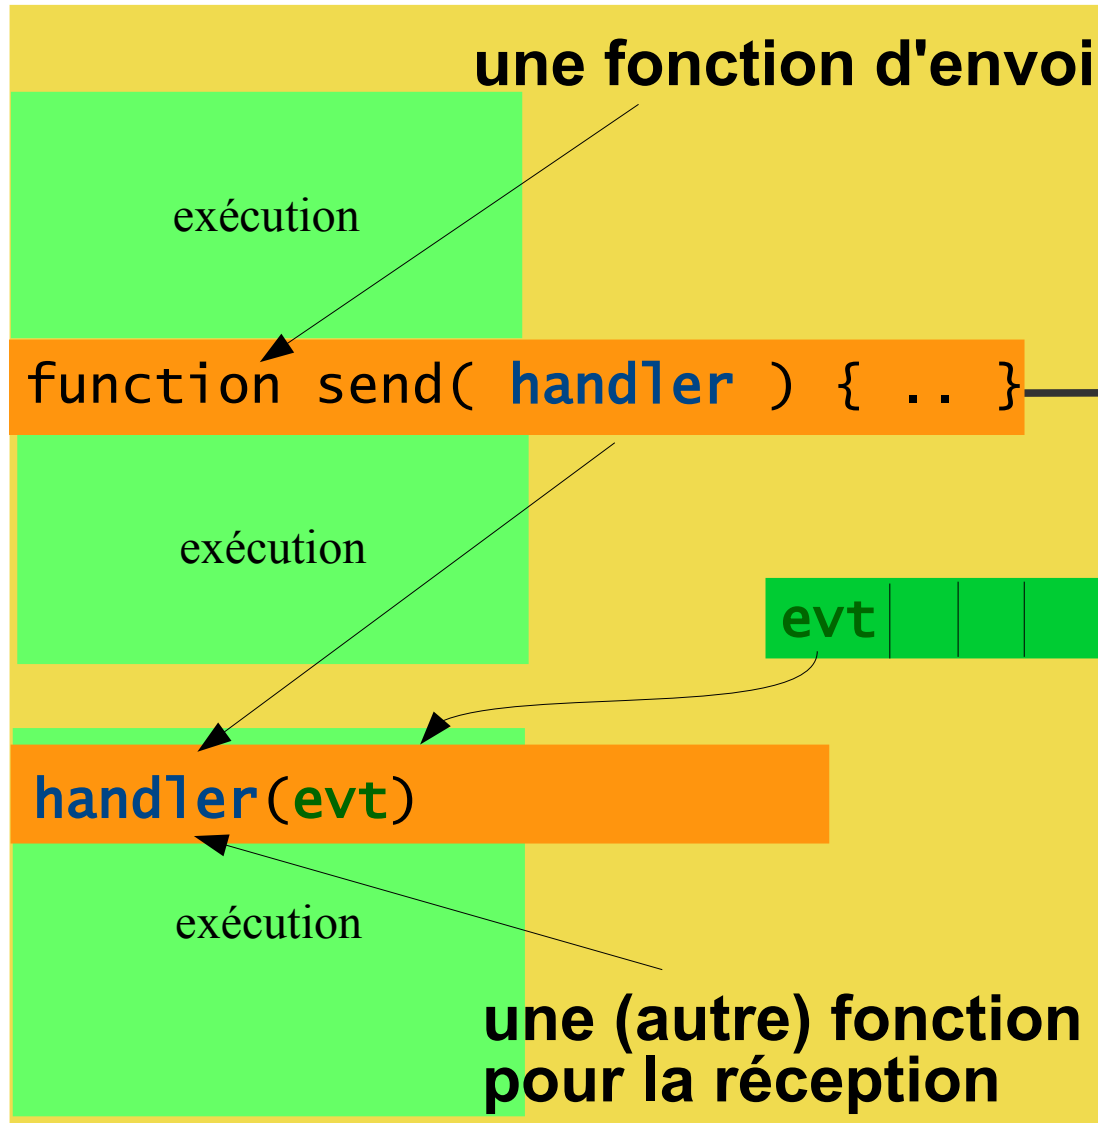 une fonction d'envoi
exécution
function send( handler ) { .. }
exécution
evt
handler(evt)
exécution
une (autre) fonction
pour la réception